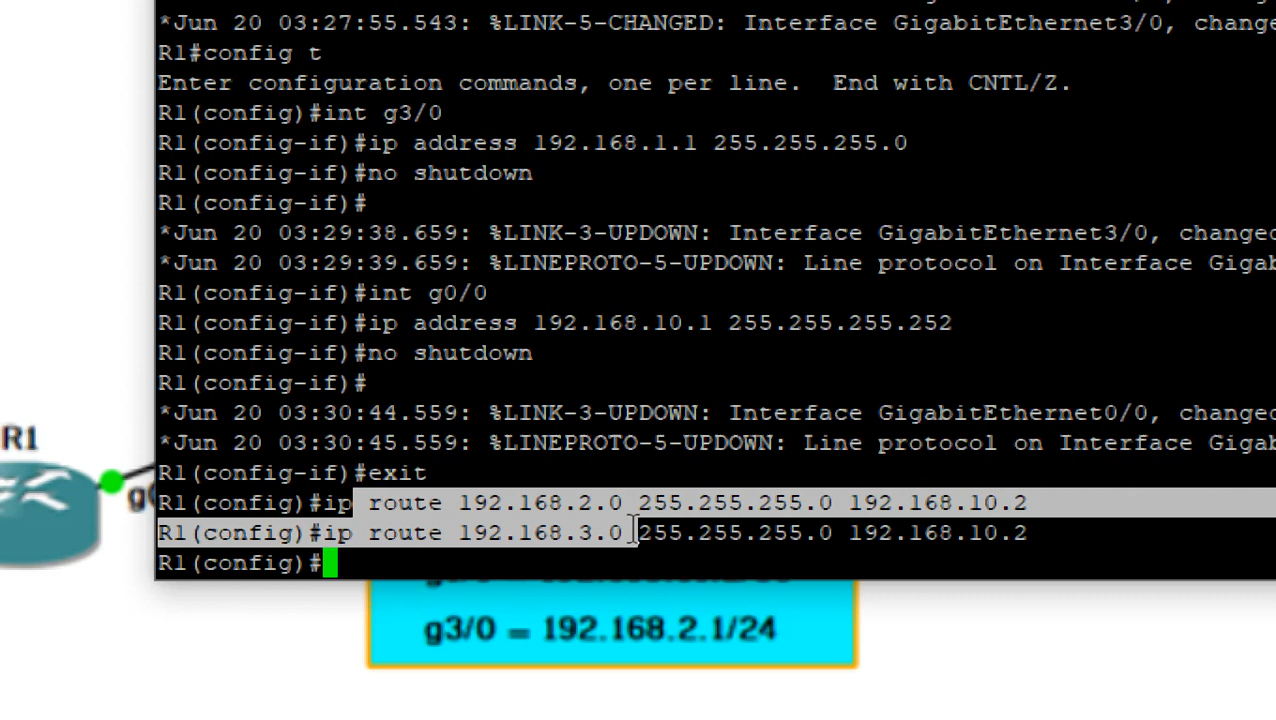 *Jun 20 03:27:55.543: %LINK-5-CHANGED: Interface GigabitEthernet3/0, change
R1#config t
Enter configuration commands, one per line.  End with CNTL/Z.
R1(config)#int g3/0
R1(config-if)#ip address 192.168.1.1 255.255.255.0
R1(config-if)#no shutdown
R1(config-if)#
*Jun 20 03:29:38.659: %LINK-3-UPDOWN: Interface GigabitEthernet3/0, changed
*Jun 20 03:29:39.659: %LINEPROTO-5-UPDOWN: Line protocol on Interface Gigab
R1(config-if)#int g0/0
R1(config-if)#ip address 192.168.10.1 255.255.255.252
R1(config-if)#no shutdown
R1(config-if)#
*Jun 20 03:30:44.559: %LINK-3-UPDOWN: Interface GigabitEthernet0/0, changed
*Jun 20 03:30:45.559: %LINEPROTO-5-UPDOWN: Line protocol on Interface Gigab
R1(config-if)#exit
R1(config)#ip route 192.168.2.0 255.255.255.0 192.168.10.2
R1(config)#ip route 192.168.3.0 255.255.255.0 192.168.10.2
R1(config)#
R1
g3/0 = 192.168.2.1/24